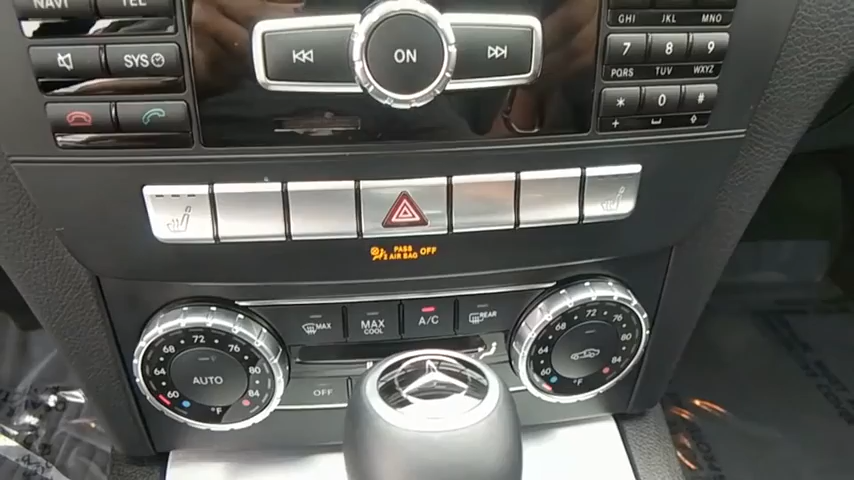 NAVI TEL
GHI JKL MNO
ON
7 8 9
SYS
PQRS TUV WXYZ
* 0 #
PASS
AIR BAG OFF
MAX
MAX
COOL
A/C
REAR
72
68 76
64 80
60 84
AUTO
°F
OFF
72
68 76
64 80
60 84
°F